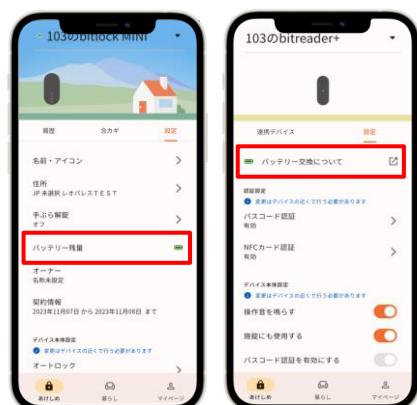 103のbitlock MINI
履歴
合カギ
設定
名前・アイコン
住所
JP 未選択 レオパレスTEST
手ぶら解錠
オフ
バッテリー残量
オーナー
名称未設定
契約情報
2023年11月07日 から 2023年11月08日 まで
デバイス本体設定
変更はデバイスの近くで行う必要があります
オートロック
あけしめ
暮らし
マイページ
103のbitreader+
連携デバイス
設定
バッテリー交換について
認証設定
変更はデバイスの近くで行う必要があります
パスコード認証
有効
NFCカード認証
有効
デバイス本体設定
変更はデバイスの近くで行う必要があります
操作音を鳴らす
施錠にも使用する
パスコード認証を有効にする
あけしめ
暮らし
マイページ